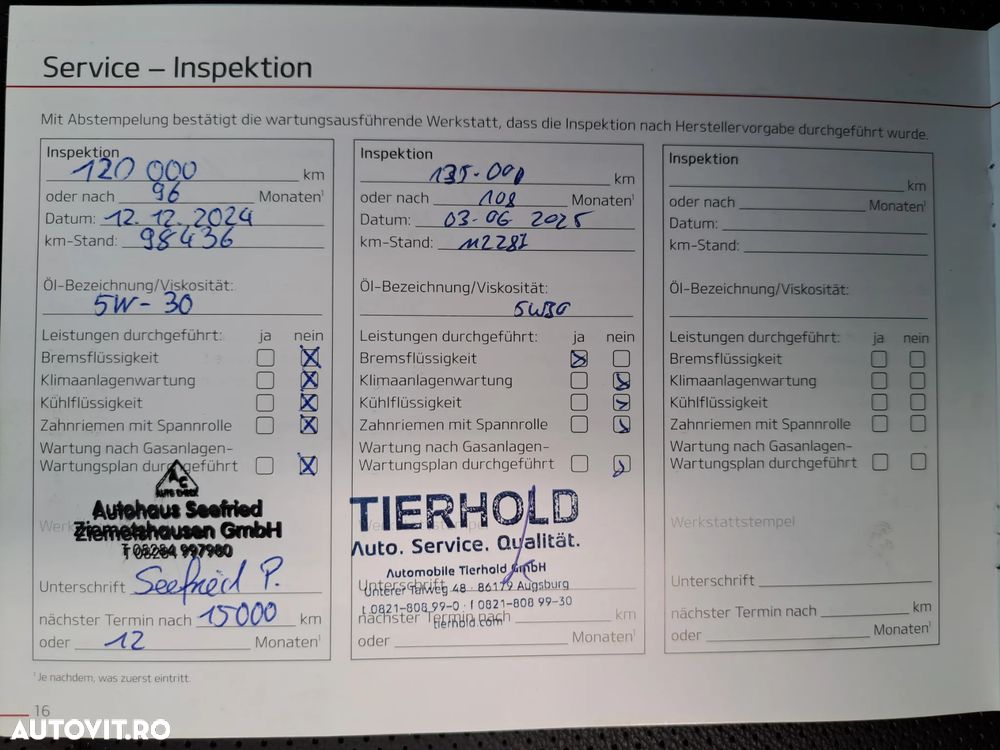 Service – Inspektion
Mit Abstempelung bestätigt die wartungsausführende Werkstatt, dass die Inspektion nach Herstellervorgabe durchgeführt wurde.
Inspektion
120 000 km
oder nach 96 Monaten¹
Datum: 12.12.2024
km-Stand: 98436
Öl-Bezeichnung/Viskosität:
5W-30
Leistungen durchgeführt: ja nein
Bremsflüssigkeit
Klimaanlagenwartung
Kühlflüssigkeit
Zahnriemen mit Spannrolle
Wartung nach Gasanlagen-
Wartungsplan durchgeführt
AC
AUTO CHECK
Autohaus Seefried
Ziemetshausen GmbH
T 08284 997980
Unterschrift Seefried P.
nächster Termin nach 15000 km
oder 12 Monaten¹
Inspektion
135.000 km
oder nach 108 Monaten¹
Datum: 03.06 2025
km-Stand: 112281
Öl-Bezeichnung/Viskosität:
5W30
Leistungen durchgeführt: ja nein
Bremsflüssigkeit
Klimaanlagenwartung
Kühlflüssigkeit
Zahnriemen mit Spannrolle
Wartung nach Gasanlagen-
Wartungsplan durchgeführt
TIERHOLD
Auto. Service. Qualität.
Automobile Tierhold GmbH
Unterschrift
Unterer Talweg 48 · 86179 Augsburg
t 0821-808 99-0 · f 0821-808 99-30
nächster Termin nach km
tierhold.com
oder Monaten¹
Inspektion
km
oder nach Monaten¹
Datum:
km-Stand:
Öl-Bezeichnung/Viskosität:
Leistungen durchgeführt: ja nein
Bremsflüssigkeit
Klimaanlagenwartung
Kühlflüssigkeit
Zahnriemen mit Spannrolle
Wartung nach Gasanlagen-
Wartungsplan durchgeführt
Werkstattstempel
Unterschrift
nächster Termin nach km
oder Monaten¹
¹Je nachdem, was zuerst eintritt.
16
AUTOVIT.RO